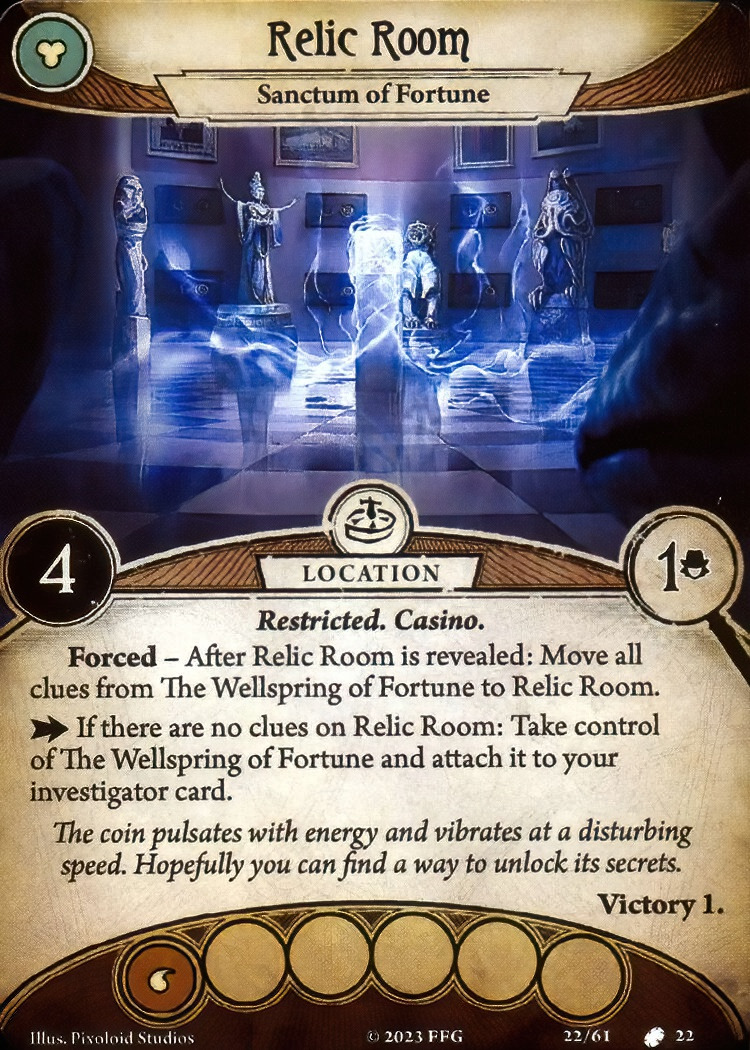 Relic Room
Sanctum of Fortune
4
LOCATION
1
Restricted. Casino.
Forced – After Relic Room is revealed: Move all
clues from The Wellspring of Fortune to Relic Room.
If there are no clues on Relic Room: Take control
of The Wellspring of Fortune and attach it to your
investigator card.
The coin pulsates with energy and vibrates at a disturbing
speed. Hopefully you can find a way to unlock its secrets.
Victory 1.
Illus. Pixoloid Studios © 2023 FFG 22/61 22